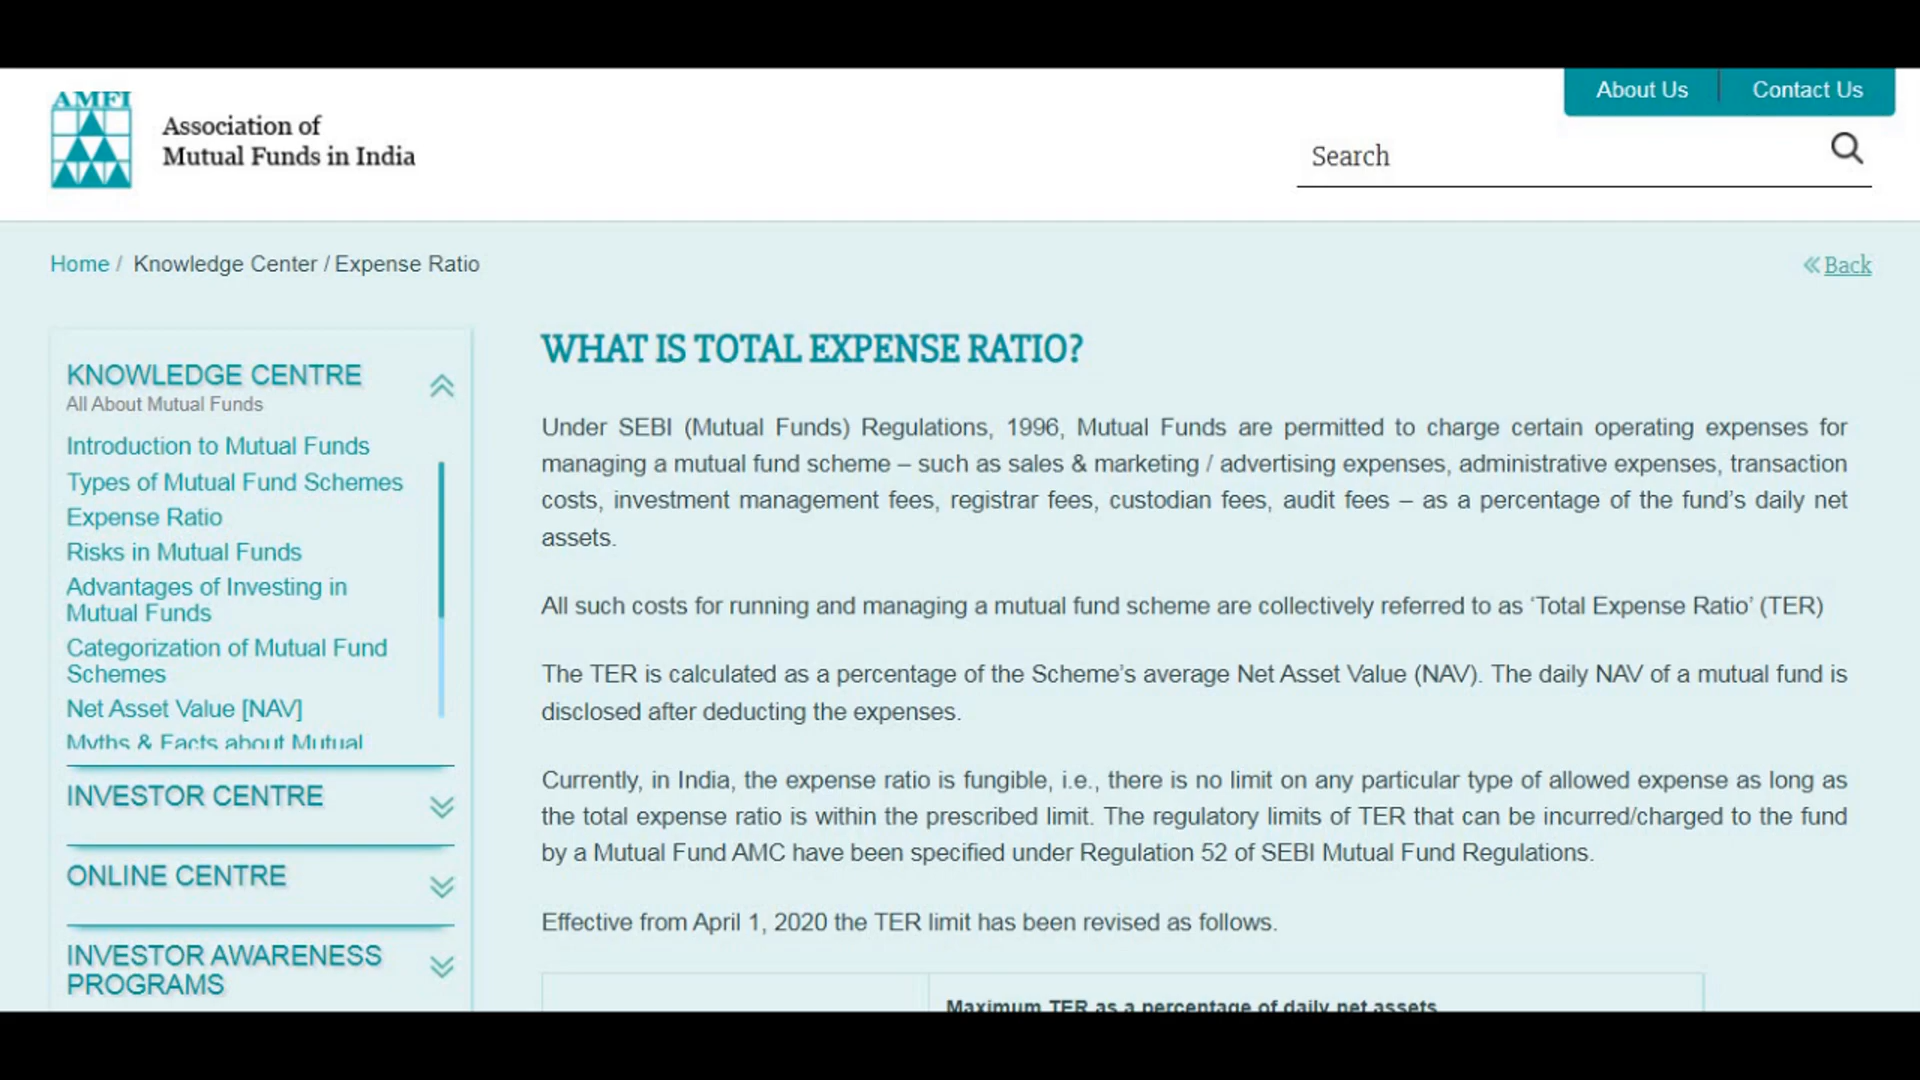 AMFI
Association of
Mutual Funds in India
About Us
Contact Us
Search
Home / Knowledge Center / Expense Ratio
Back
KNOWLEDGE CENTRE
All About Mutual Funds
Introduction to Mutual Funds
Types of Mutual Fund Schemes
Expense Ratio
Risks in Mutual Funds
Advantages of Investing in
Mutual Funds
Categorization of Mutual Fund
Schemes
Net Asset Value [NAV]
Myths & Facts about Mutual
INVESTOR CENTRE
ONLINE CENTRE
INVESTOR AWARENESS
PROGRAMS
WHAT IS TOTAL EXPENSE RATIO?
Under SEBI (Mutual Funds) Regulations, 1996, Mutual Funds are permitted to charge certain operating expenses for
managing a mutual fund scheme – such as sales & marketing / advertising expenses, administrative expenses, transaction
costs, investment management fees, registrar fees, custodian fees, audit fees – as a percentage of the fund’s daily net
assets.
All such costs for running and managing a mutual fund scheme are collectively referred to as ‘Total Expense Ratio’ (TER)
The TER is calculated as a percentage of the Scheme’s average Net Asset Value (NAV). The daily NAV of a mutual fund is
disclosed after deducting the expenses.
Currently, in India, the expense ratio is fungible, i.e., there is no limit on any particular type of allowed expense as long as
the total expense ratio is within the prescribed limit. The regulatory limits of TER that can be incurred/charged to the fund
by a Mutual Fund AMC have been specified under Regulation 52 of SEBI Mutual Fund Regulations.
Effective from April 1, 2020 the TER limit has been revised as follows.
Maximum TER as a percentage of daily net assets